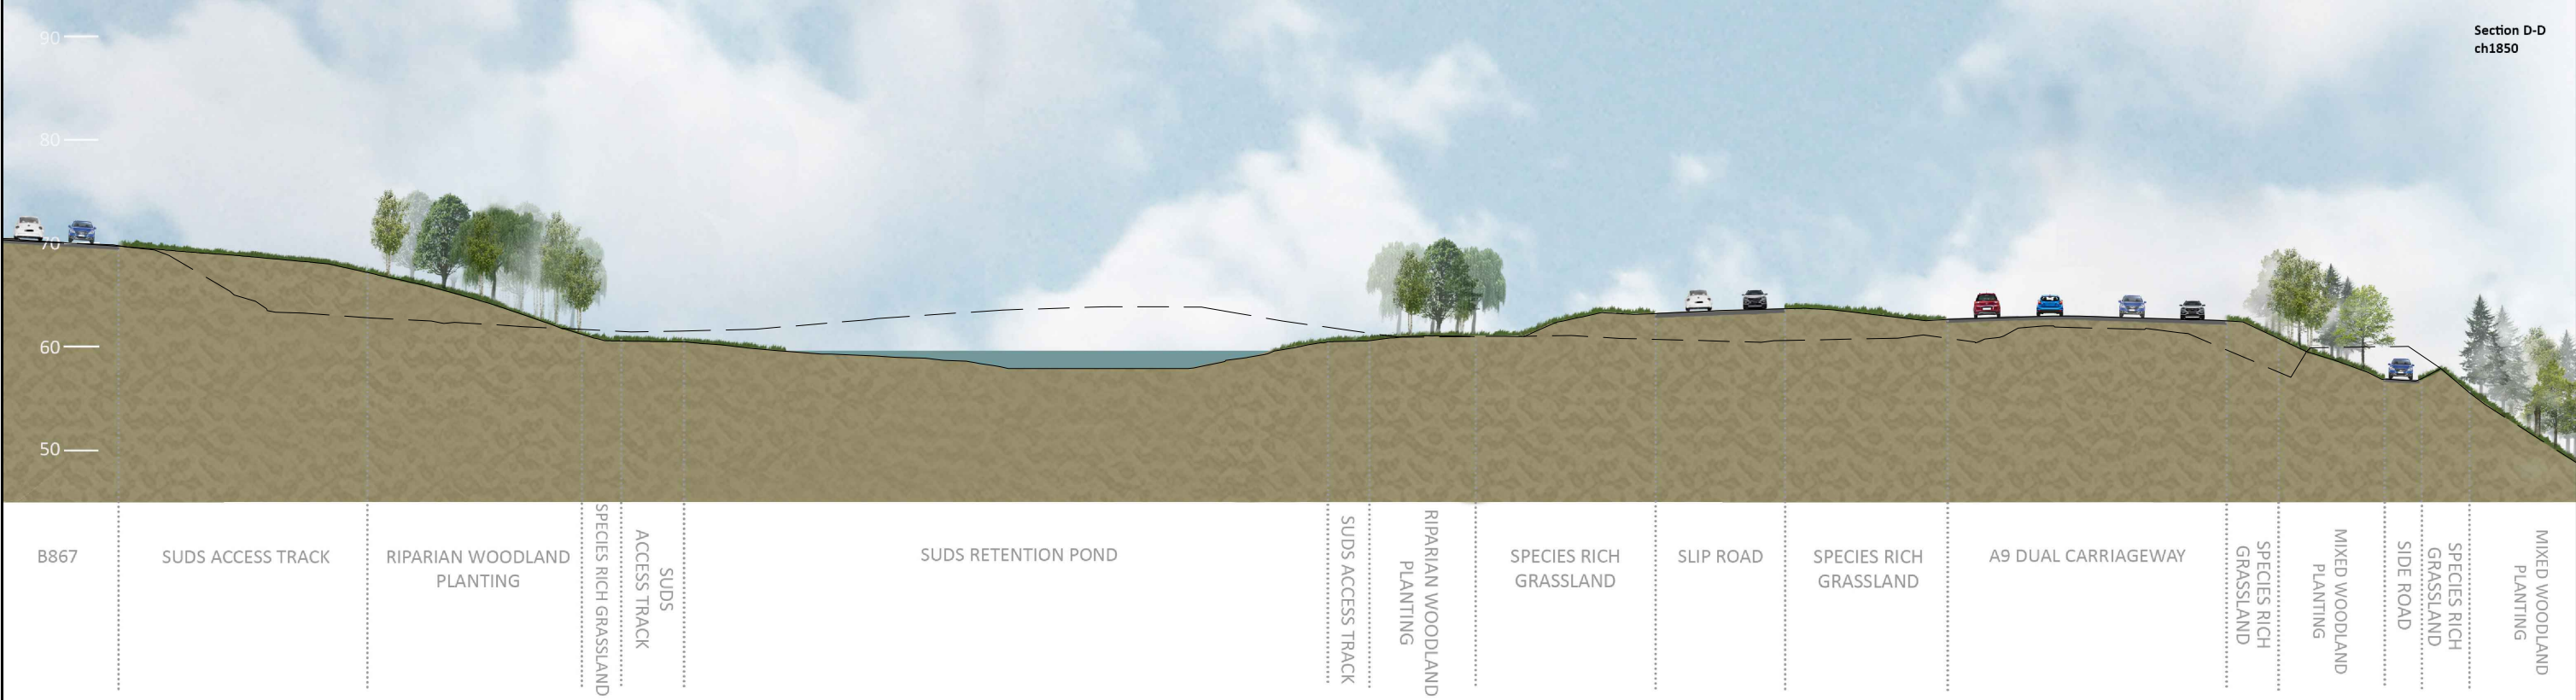 Section D-D
ch1850
90
80
70
60
50
B867
SUDS ACCESS TRACK
RIPARIAN WOODLAND
PLANTING
SPECIES RICH GRASSLAND
SUDS
ACCESS TRACK
SUDS RETENTION POND
SUDS ACCESS TRACK
RIPARIAN WOODLAND
PLANTING
SPECIES RICH
GRASSLAND
SLIP ROAD
SPECIES RICH
GRASSLAND
A9 DUAL CARRIAGEWAY
SPECIES RICH
GRASSLAND
MIXED WOODLAND
PLANTING
SIDE ROAD
SPECIES RICH
GRASSLAND
MIXED WOODLAND
PLANTING